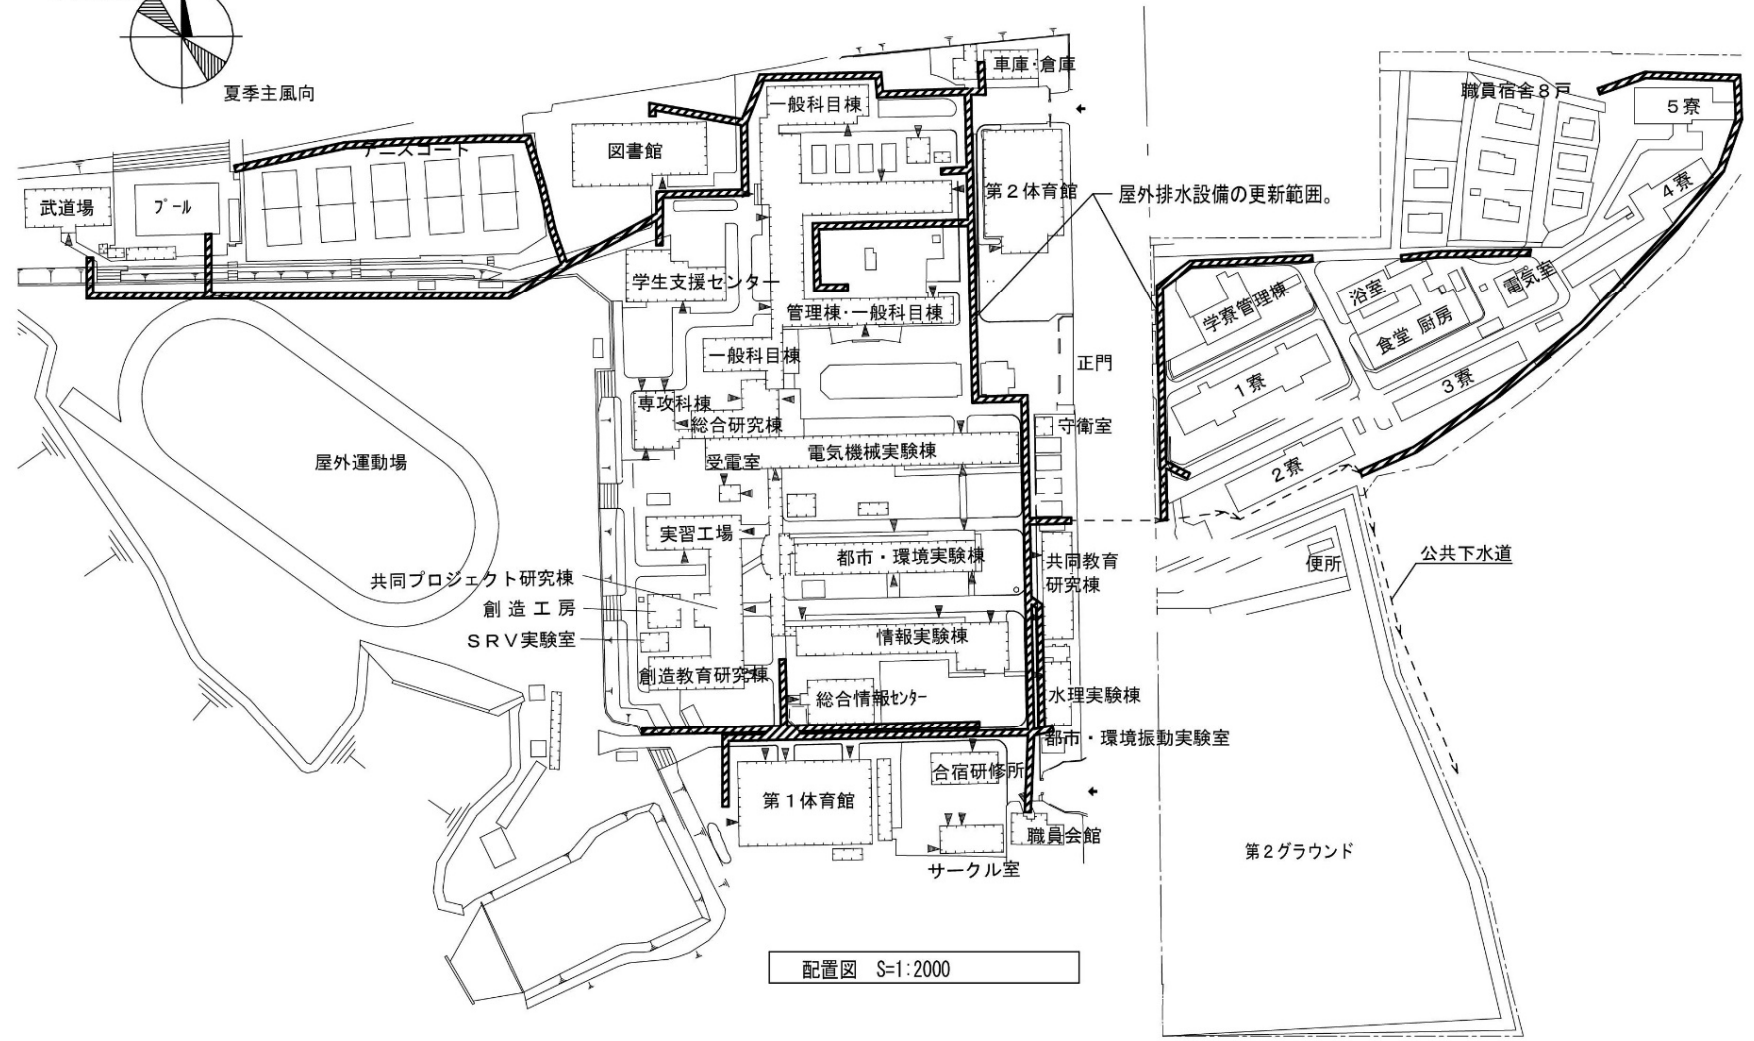 夏季主風向
車庫・倉庫
一般科目棟
職員宿舎8戸
5寮
テニスコート
図書館
第2体育館
屋外排水設備の更新範囲。
4寮
武道場
プール
学生支援センター
管理棟・一般科目棟
学寮管理棟
浴室
電気室
食堂 厨房
一般科目棟
正門
1寮
3寮
専攻科棟
総合研究棟
守衛室
電気機械実験棟
受電室
屋外運動場
2寮
実習工場
都市・環境実験棟
共同教育
研究棟
便所
公共下水道
共同プロジェクト研究棟
創造工房
SRV実験室
情報実験棟
創造教育研究棟
総合情報センター
水理実験棟
都市・環境振動実験室
合宿研修所
第1体育館
職員会館
サークル室
第2グラウンド
配置図 S=1:2000